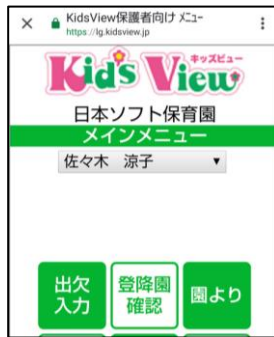 KidsView保護者向け メニュー
https://lg.kidsview.jp
キッズビュー
Kid's View
日本ソフト保育園
メインメニュー
佐々木 涼子
出欠
入力
登降園
確認
園より